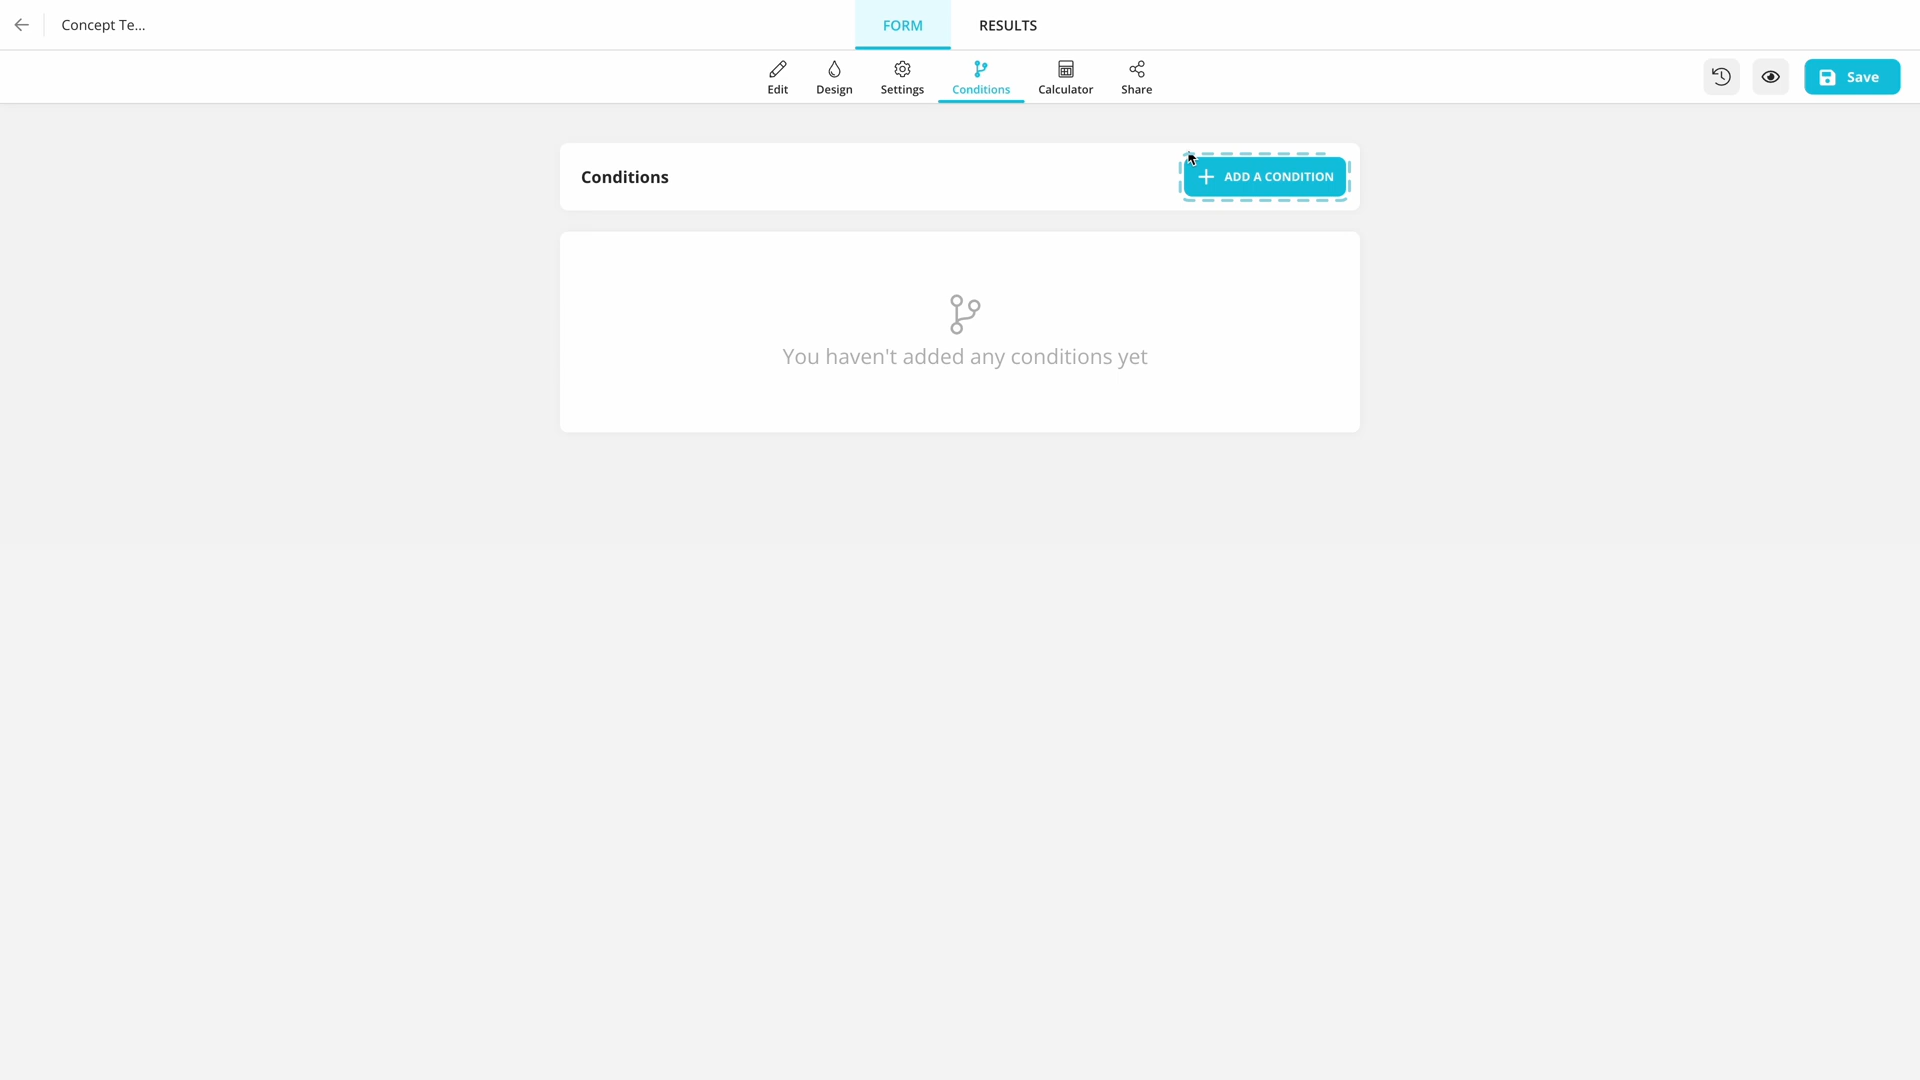 Concept Te...
FORM
RESULTS
Edit
Design
Settings
Conditions
Calculator
Share
Save
Conditions
ADD A CONDITION
You haven't added any conditions yet